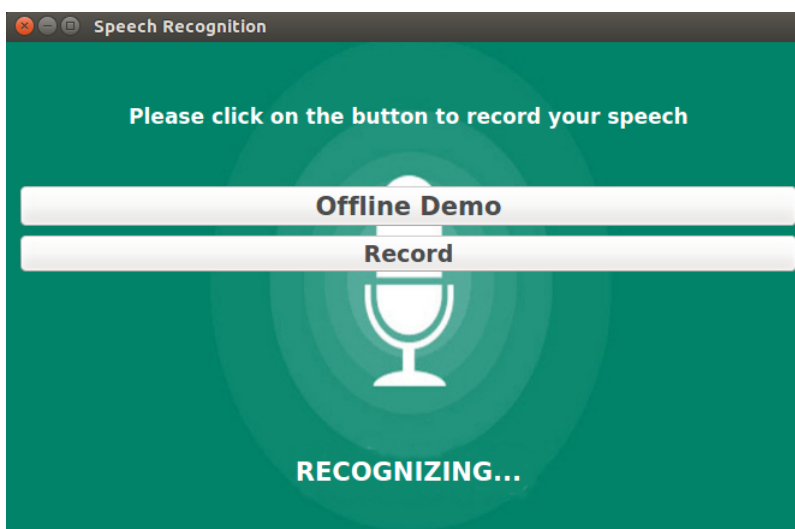 Speech Recognition
Please click on the button to record your speech
Offline Demo
Record
RECOGNIZING...